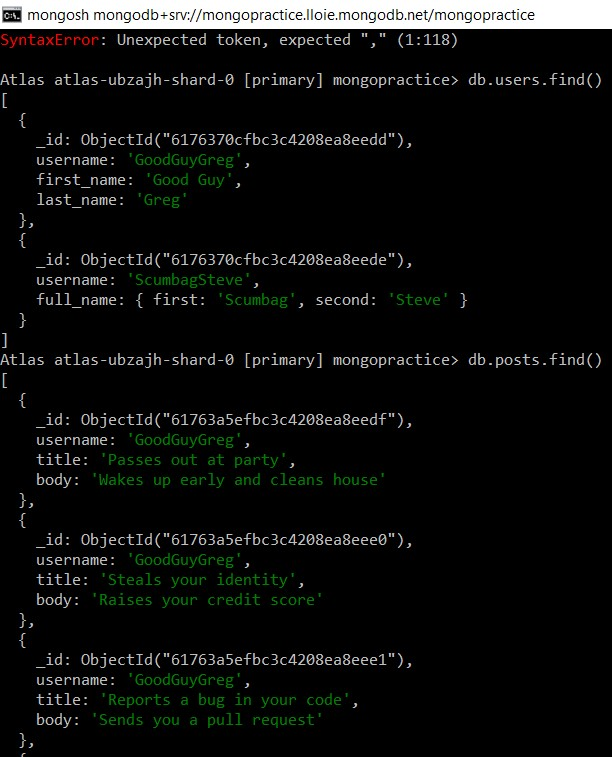 mongosh mongodb+srv://mongopractice.lloie.mongodb.net/mongopractice
SyntaxError: Unexpected token, expected "," (1:118)
Atlas atlas-ubzajh-shard-0 [primary] mongopractice> db.users.find()
[
  {
    _id: ObjectId("6176370cfbc3c4208ea8eedd"),
    username: 'GoodGuyGreg',
    first_name: 'Good Guy',
    last_name: 'Greg'
  },
  {
    _id: ObjectId("6176370cfbc3c4208ea8eede"),
    username: 'ScumbagSteve',
    full_name: { first: 'Scumbag', second: 'Steve' }
  }
]
Atlas atlas-ubzajh-shard-0 [primary] mongopractice> db.posts.find()
[
  {
    _id: ObjectId("61763a5efbc3c4208ea8eedf"),
    username: 'GoodGuyGreg',
    title: 'Passes out at party',
    body: 'Wakes up early and cleans house'
  },
  {
    _id: ObjectId("61763a5efbc3c4208ea8eee0"),
    username: 'GoodGuyGreg',
    title: 'Steals your identity',
    body: 'Raises your credit score'
  },
  {
    _id: ObjectId("61763a5efbc3c4208ea8eee1"),
    username: 'GoodGuyGreg',
    title: 'Reports a bug in your code',
    body: 'Sends you a pull request'
  },
  {